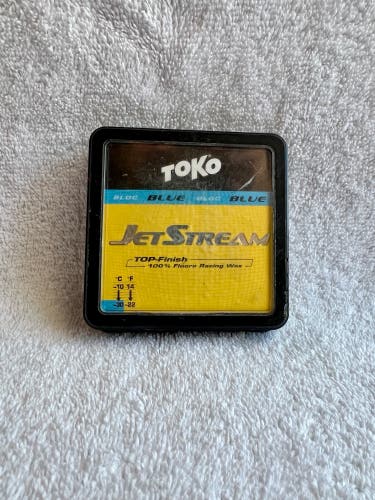 TOKO
BLOC BLUE BLOC BLUE
JETSTREAM
TOP-Finish
100% Fluoro Racing Wax
°C °F
-10 14
-30 -22